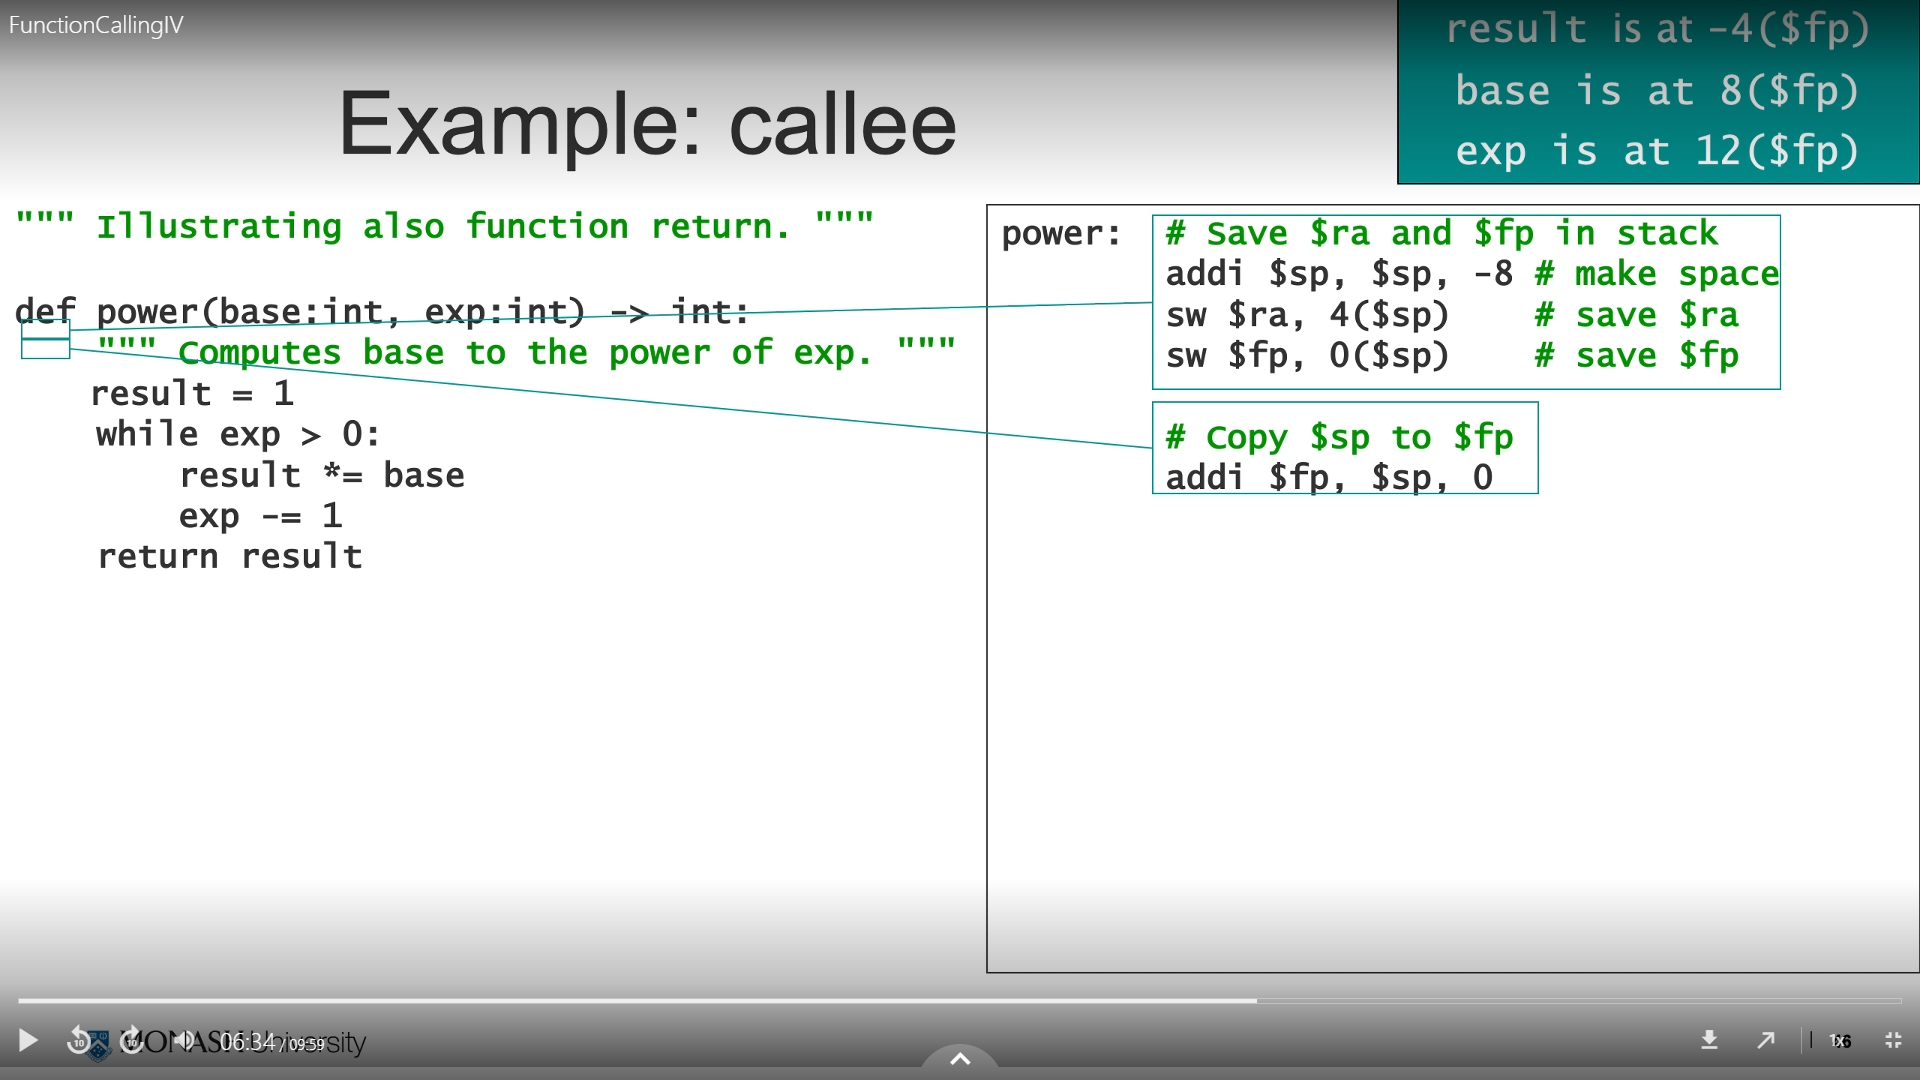 FunctionCallingIV
result is at -4($fp)
base is at 8($fp)
exp is at 12($fp)
Example: callee
""" Illustrating also function return. """
def power(base:int, exp:int) -> int:
""" Computes base to the power of exp. """
result = 1
while exp > 0:
result *= base
exp -= 1
return result
power:
# Save $ra and $fp in stack
addi $sp, $sp, -8 # make space
sw $ra, 4($sp) # save $ra
sw $fp, 0($sp) # save $fp
# Copy $sp to $fp
addi $fp, $sp, 0
10
10
MONASH University
06:34 / 09:59